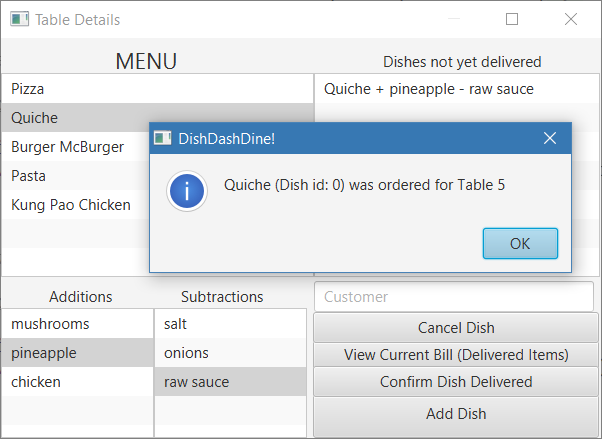 Table Details
MENU
Dishes not yet delivered
Pizza
Quiche + pineapple - raw sauce
Quiche
DishDashDine!
Burger McBurger
Quiche (Dish id: 0) was ordered for Table 5
Pasta
Kung Pao Chicken
OK
Additions
Subtractions
Customer
mushrooms
salt
Cancel Dish
pineapple
onions
View Current Bill (Delivered Items)
chicken
raw sauce
Confirm Dish Delivered
Add Dish